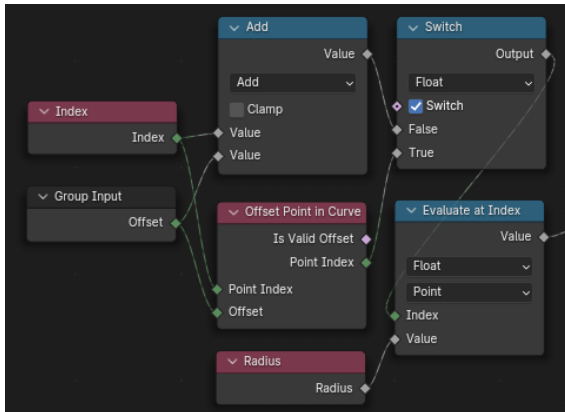 Add
Value
Add
Clamp
Value
Value
Switch
Output
Float
Switch
False
True
Index
Index
Group Input
Offset
Offset Point in Curve
Is Valid Offset
Point Index
Point Index
Offset
Evaluate at Index
Value
Float
Point
Index
Value
Radius
Radius